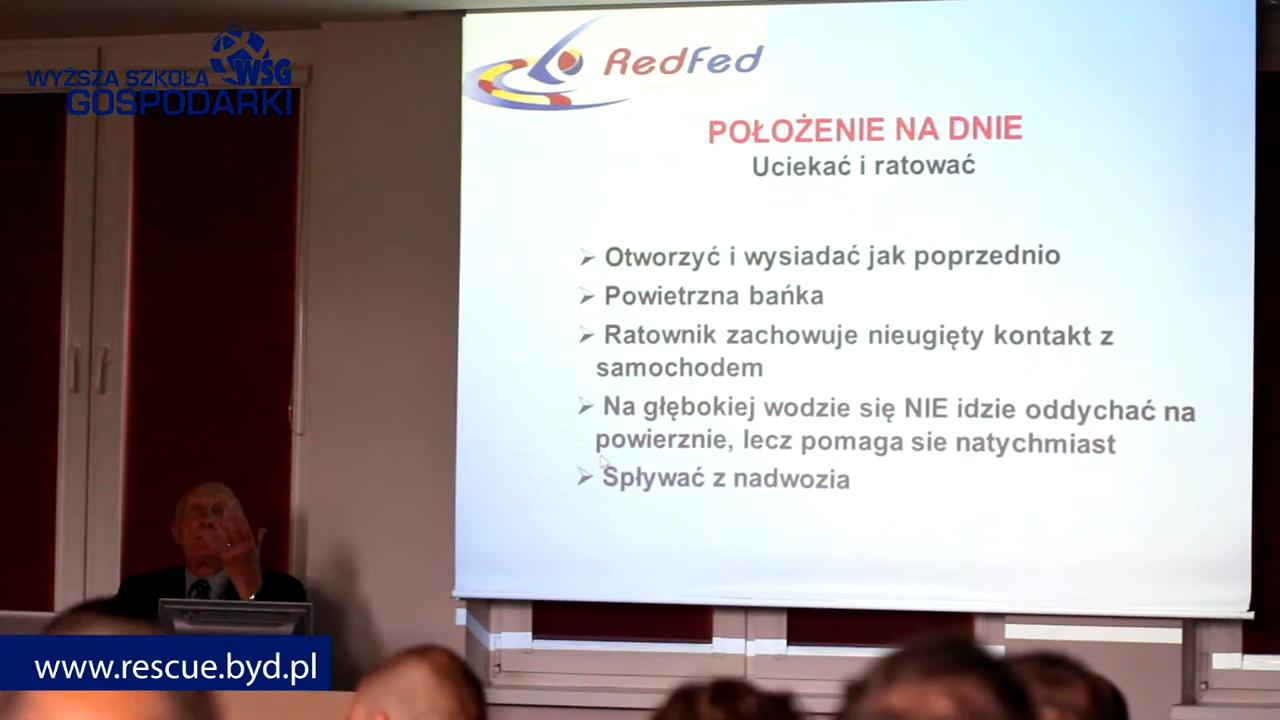 WYŻSZA SZKOŁA WSG
GOSPODARKI
RedFed
POŁOŻENIE NA DNIE
Uciekać i ratować
Otworzyć i wysiadać jak poprzednio
Powietrzna bańka
Ratownik zachowuje nieugięty kontakt z
samochodem
Na głębokiej wodzie się NIE idzie oddychać na
powierznie, lecz pomaga sie natychmiast
Spływać z nadwozia
www.rescue.byd.pl